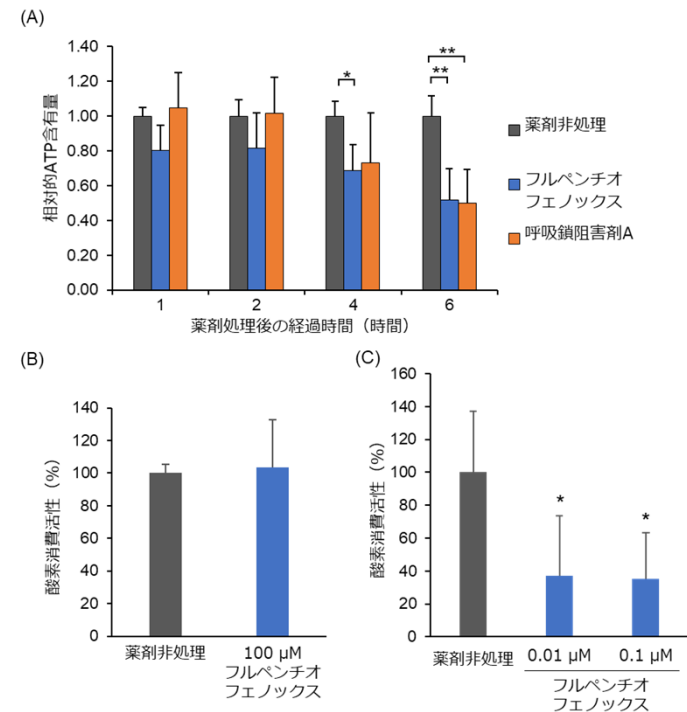 (A)
相対的ATP含有量
1.40
1.20
1.00
0.80
0.60
0.40
0.20
0.00
*
**
**
1 2 4 6
薬剤処理後の経過時間（時間）
薬剤非処理
フルペンチオ
フェノックス
呼吸鎖阻害剤A
(B)
酸素消費活性（%）
140
120
100
80
60
40
20
0
薬剤非処理
100 μM
フルペンチオ
フェノックス
(C)
酸素消費活性（%）
160
140
120
100
80
60
40
20
0
*
*
薬剤非処理
0.01 μM 0.1 μM
フルペンチオ
フェノックス